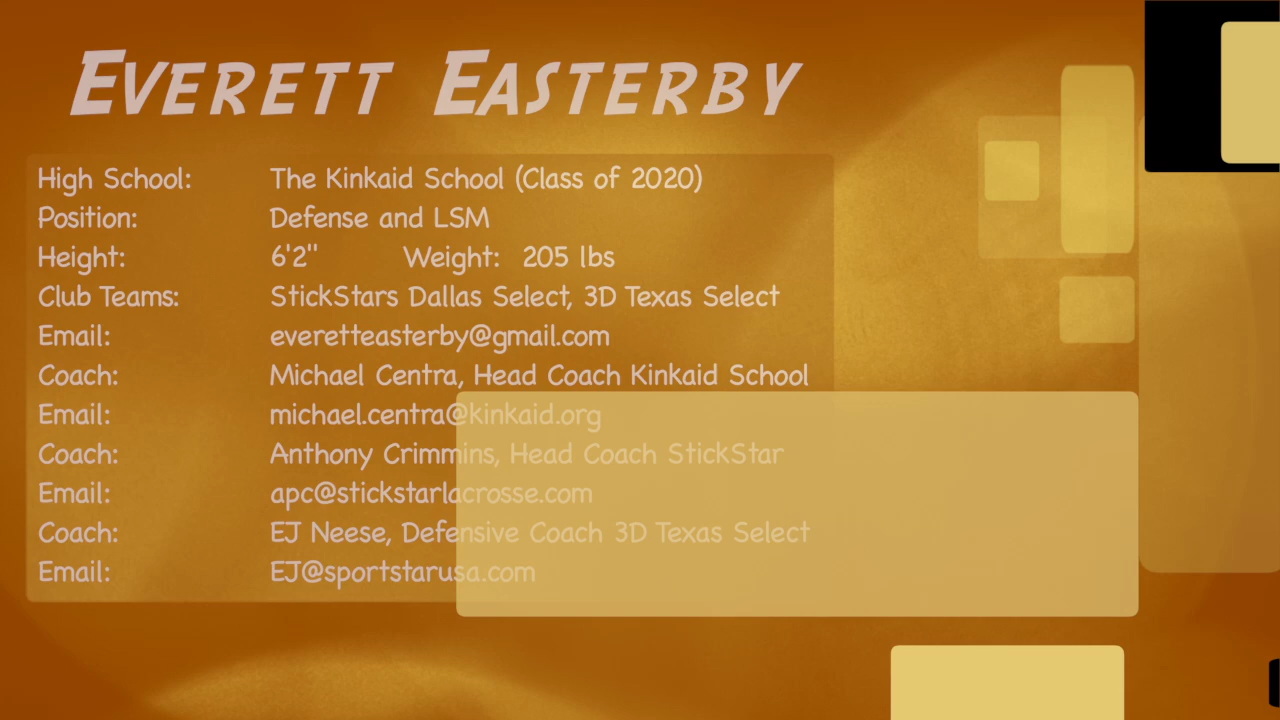 Everett Easterby
High School: The Kinkaid School (Class of 2020)
Position: Defense and LSM
Height: 6'2" Weight: 205 lbs
Club Teams: StickStars Dallas Select, 3D Texas Select
Email: everetteasterby@gmail.com
Coach: Michael Centra, Head Coach Kinkaid School
Email: michael.centra@kinkaid.org
Coach: Anthony Crimmins, Head Coach StickStar
Email: apc@stickstarlacrosse.com
Coach: EJ Neese, Defensive Coach 3D Texas Select
Email: EJ@sportstarusa.com